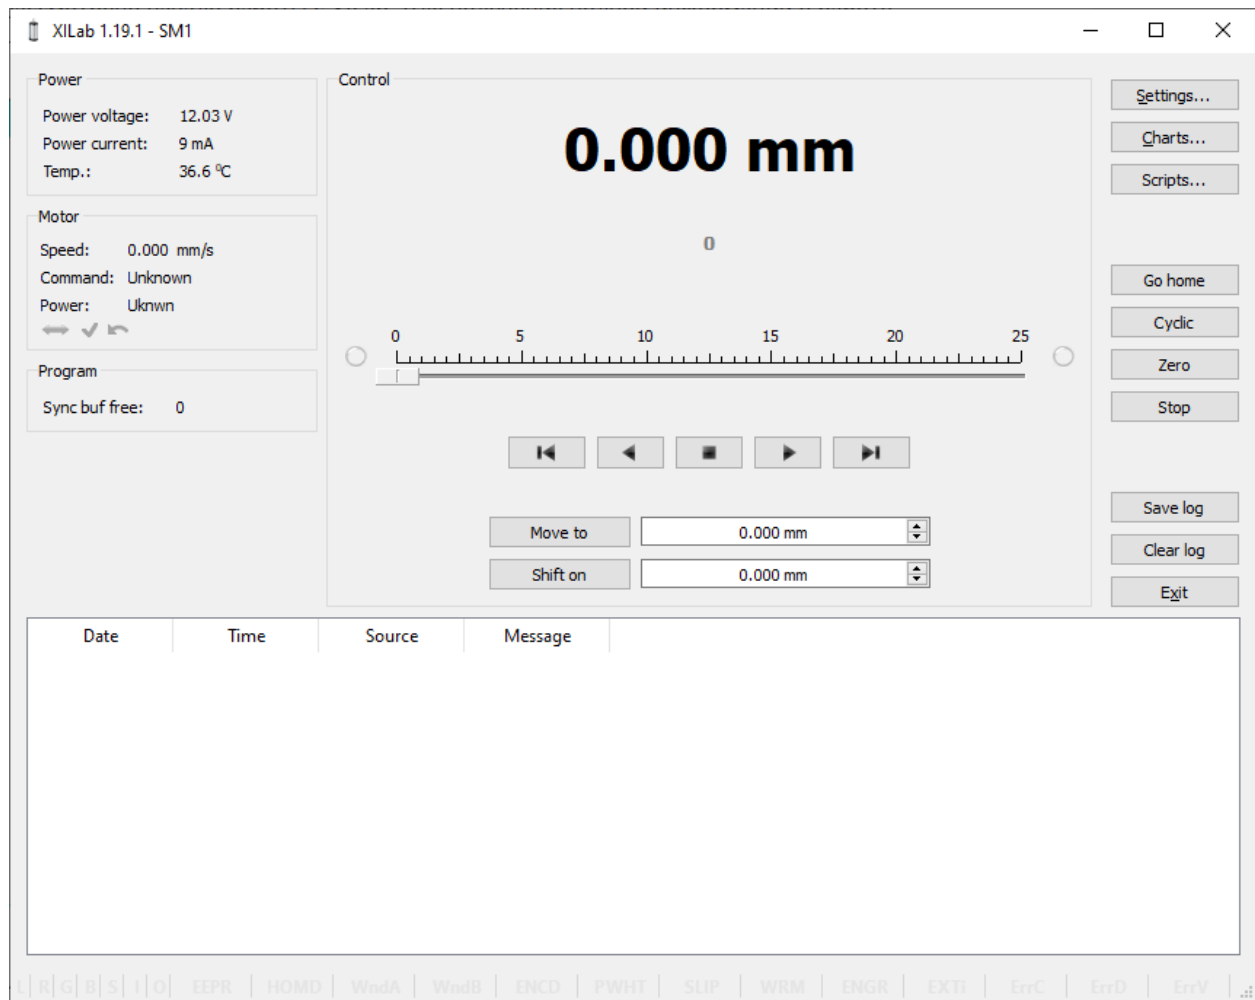 XILab 1.19.1 - SM1
Power
Power voltage: 12.03 V
Power current: 9 mA
Temp.: 36.6 ⁰C
Motor
Speed: 0.000 mm/s
Command: Unknown
Power: Uknwn
Program
Sync buf free: 0
Control
0.000 mm
0
0 5 10 15 20 25
Move to 0.000 mm
Shift on 0.000 mm
Settings...
Charts...
Scripts...
Go home
Cyclic
Zero
Stop
Save log
Clear log
Exit
Date Time Source Message
L R G B S I O EEPR HOMD WndA WndB ENCD PWHT SLIP WRM ENGR EXTI ErrC ErrD ErrV